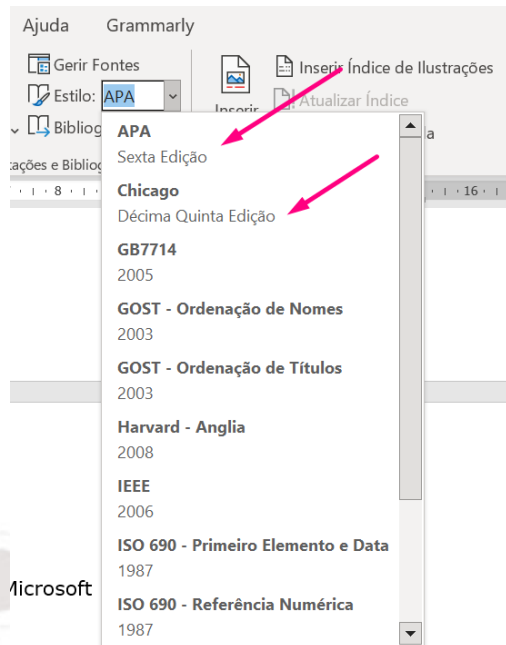 Ajuda Grammarly
Gerir Fontes
Inserir Índice de Ilustrações
Estilo: APA
Inserir
Atualizar Índice
Bibliog
a
tações e Bibliog
8
16
APA
Sexta Edição
Chicago
Décima Quinta Edição
GB7714
2005
GOST - Ordenação de Nomes
2003
GOST - Ordenação de Títulos
2003
Harvard - Anglia
2008
IEEE
2006
ISO 690 - Primeiro Elemento e Data
1987
Microsoft
ISO 690 - Referência Numérica
1987